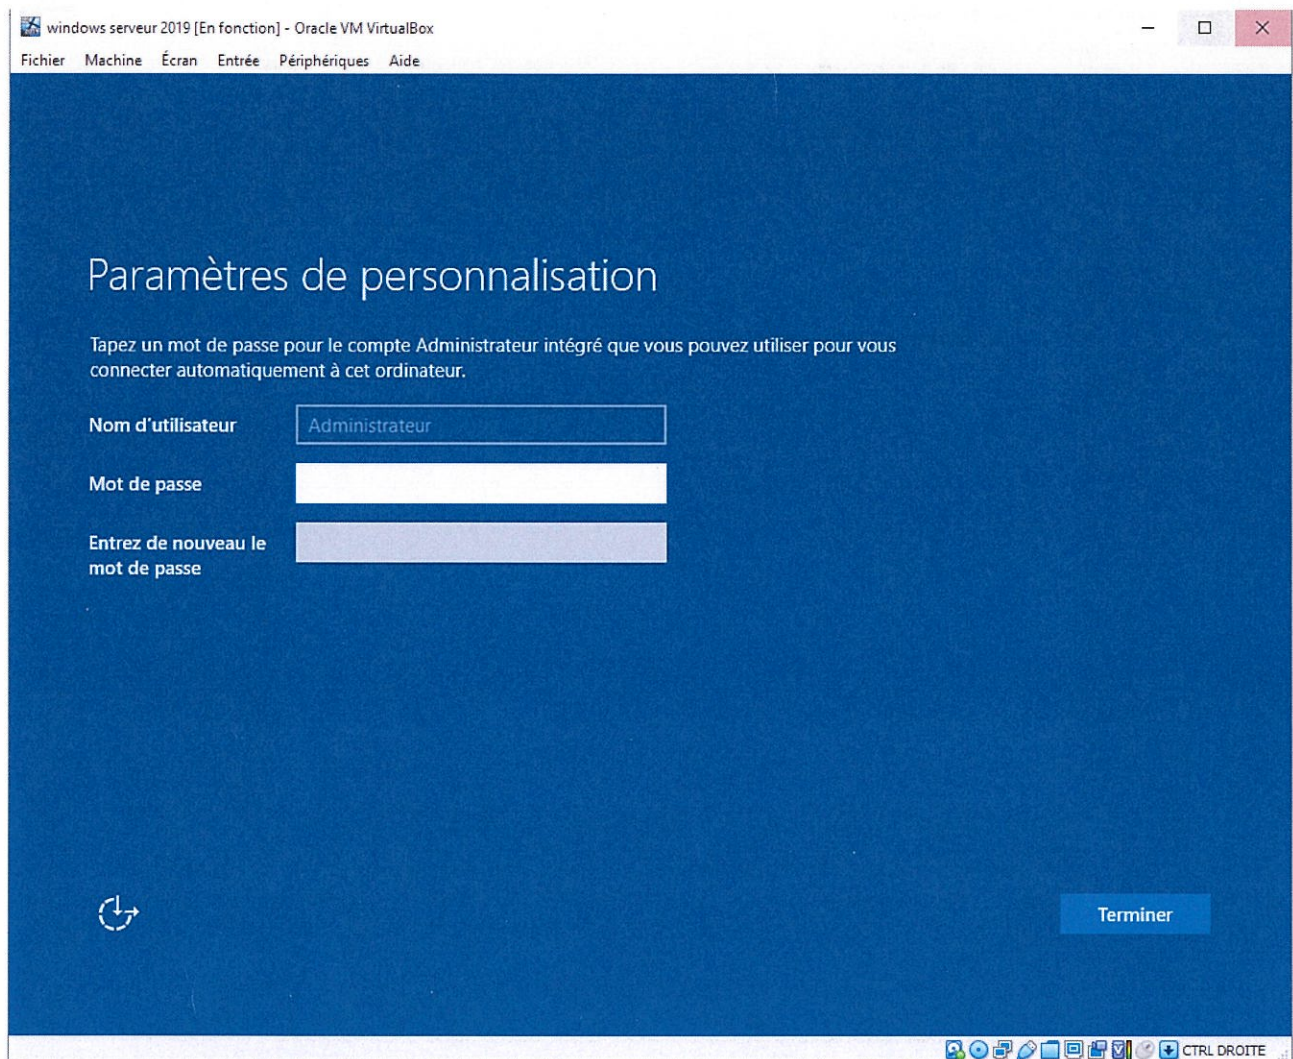 windows serveur 2019 [En fonction] - Oracle VM VirtualBox
Fichier Machine Écran Entrée Périphériques Aide
Paramètres de personnalisation
Tapez un mot de passe pour le compte Administrateur intégré que vous pouvez utiliser pour vous
connecter automatiquement à cet ordinateur.
Nom d'utilisateur Administrateur
Mot de passe
Entrez de nouveau le
mot de passe
Terminer
CTRL DROITE